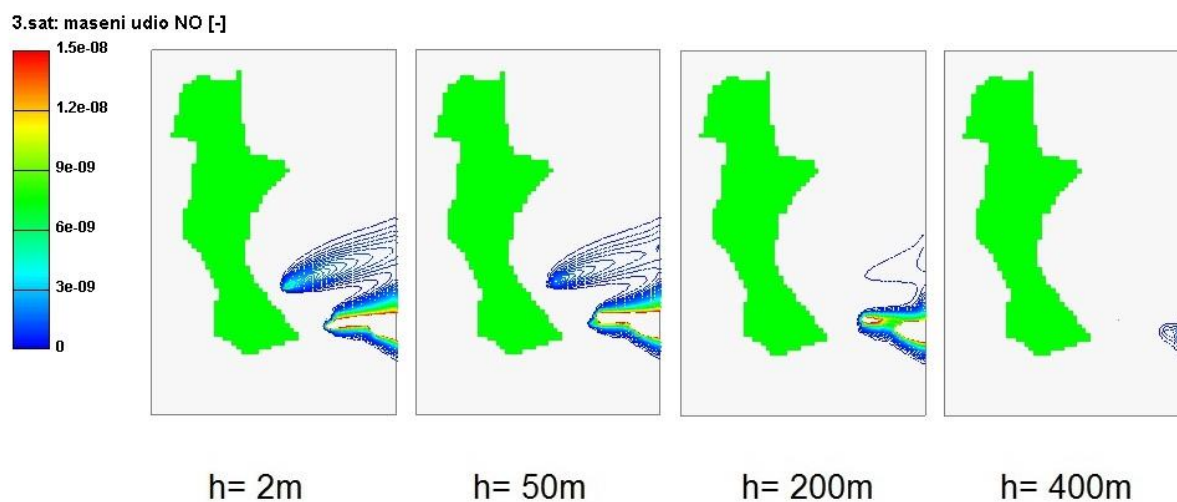 3.sat: maseni udio NO [-]
1.5e-08
1.2e-08
9e-09
6e-09
3e-09
0
h= 2m
h= 50m
h= 200m
h= 400m